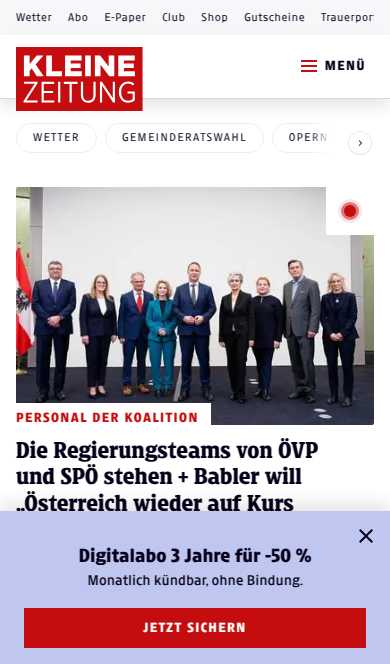 Wetter Abo E-Paper Club Shop Gutscheine Trauerpor
KLEINE
ZEITUNG
MENÜ
WETTER GEMEINDERATSWAHL OPERN
PERSONAL DER KOALITION
Die Regierungsteams von ÖVP
und SPÖ stehen + Babler will
„Österreich wieder auf Kurs
Digitalabo 3 Jahre für -50 %
Monatlich kündbar, ohne Bindung.
JETZT SICHERN